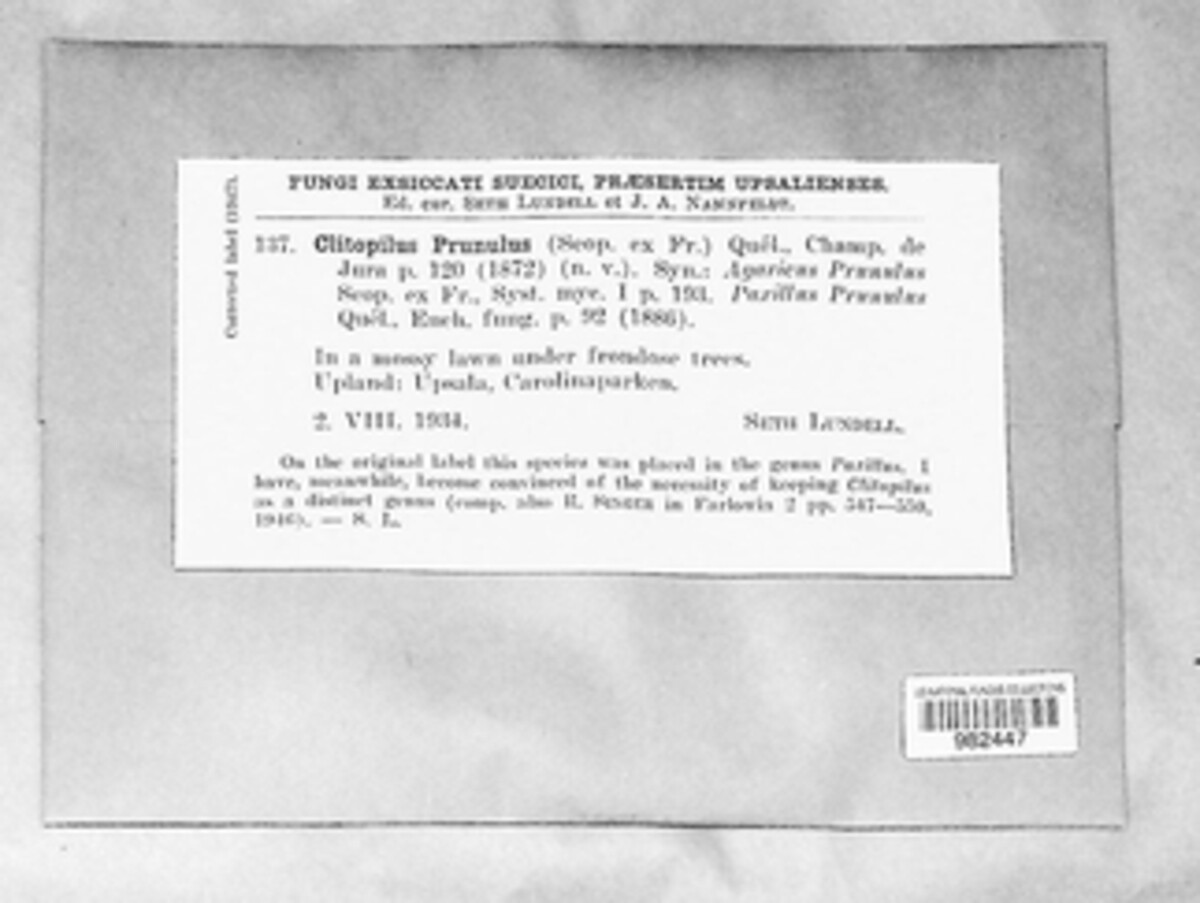 Corrected label (1947).
FUNGI EXSICCATI SUECICI, PRÆSERTIM UPSALIENSES.
Ed. cur. SETH LUNDELL et J. A. NANNFELDT.
137. Clitopilus Prunulus (Scop. ex Fr.) Quél., Champ. de
Jura p. 120 (1872) (n. v.). Syn.: Agaricus Prunulus
Scop. ex Fr., Syst. myc. I p. 193. Paxillus Prunulus
Quél., Ench. fung. p. 92 (1886).
In a mossy lawn under frondose trees.
Upland: Upsala, Carolinaparken.
2. VIII. 1934. SETH LUNDELL.
On the original label this species was placed in the genus Paxillus. I
have, meanwhile, become convinced of the necessity of keeping Clitopilus
as a distinct genus (comp. also R. SINGER in Farlowia 2 pp. 547—550,
1946). — S. L.
982447